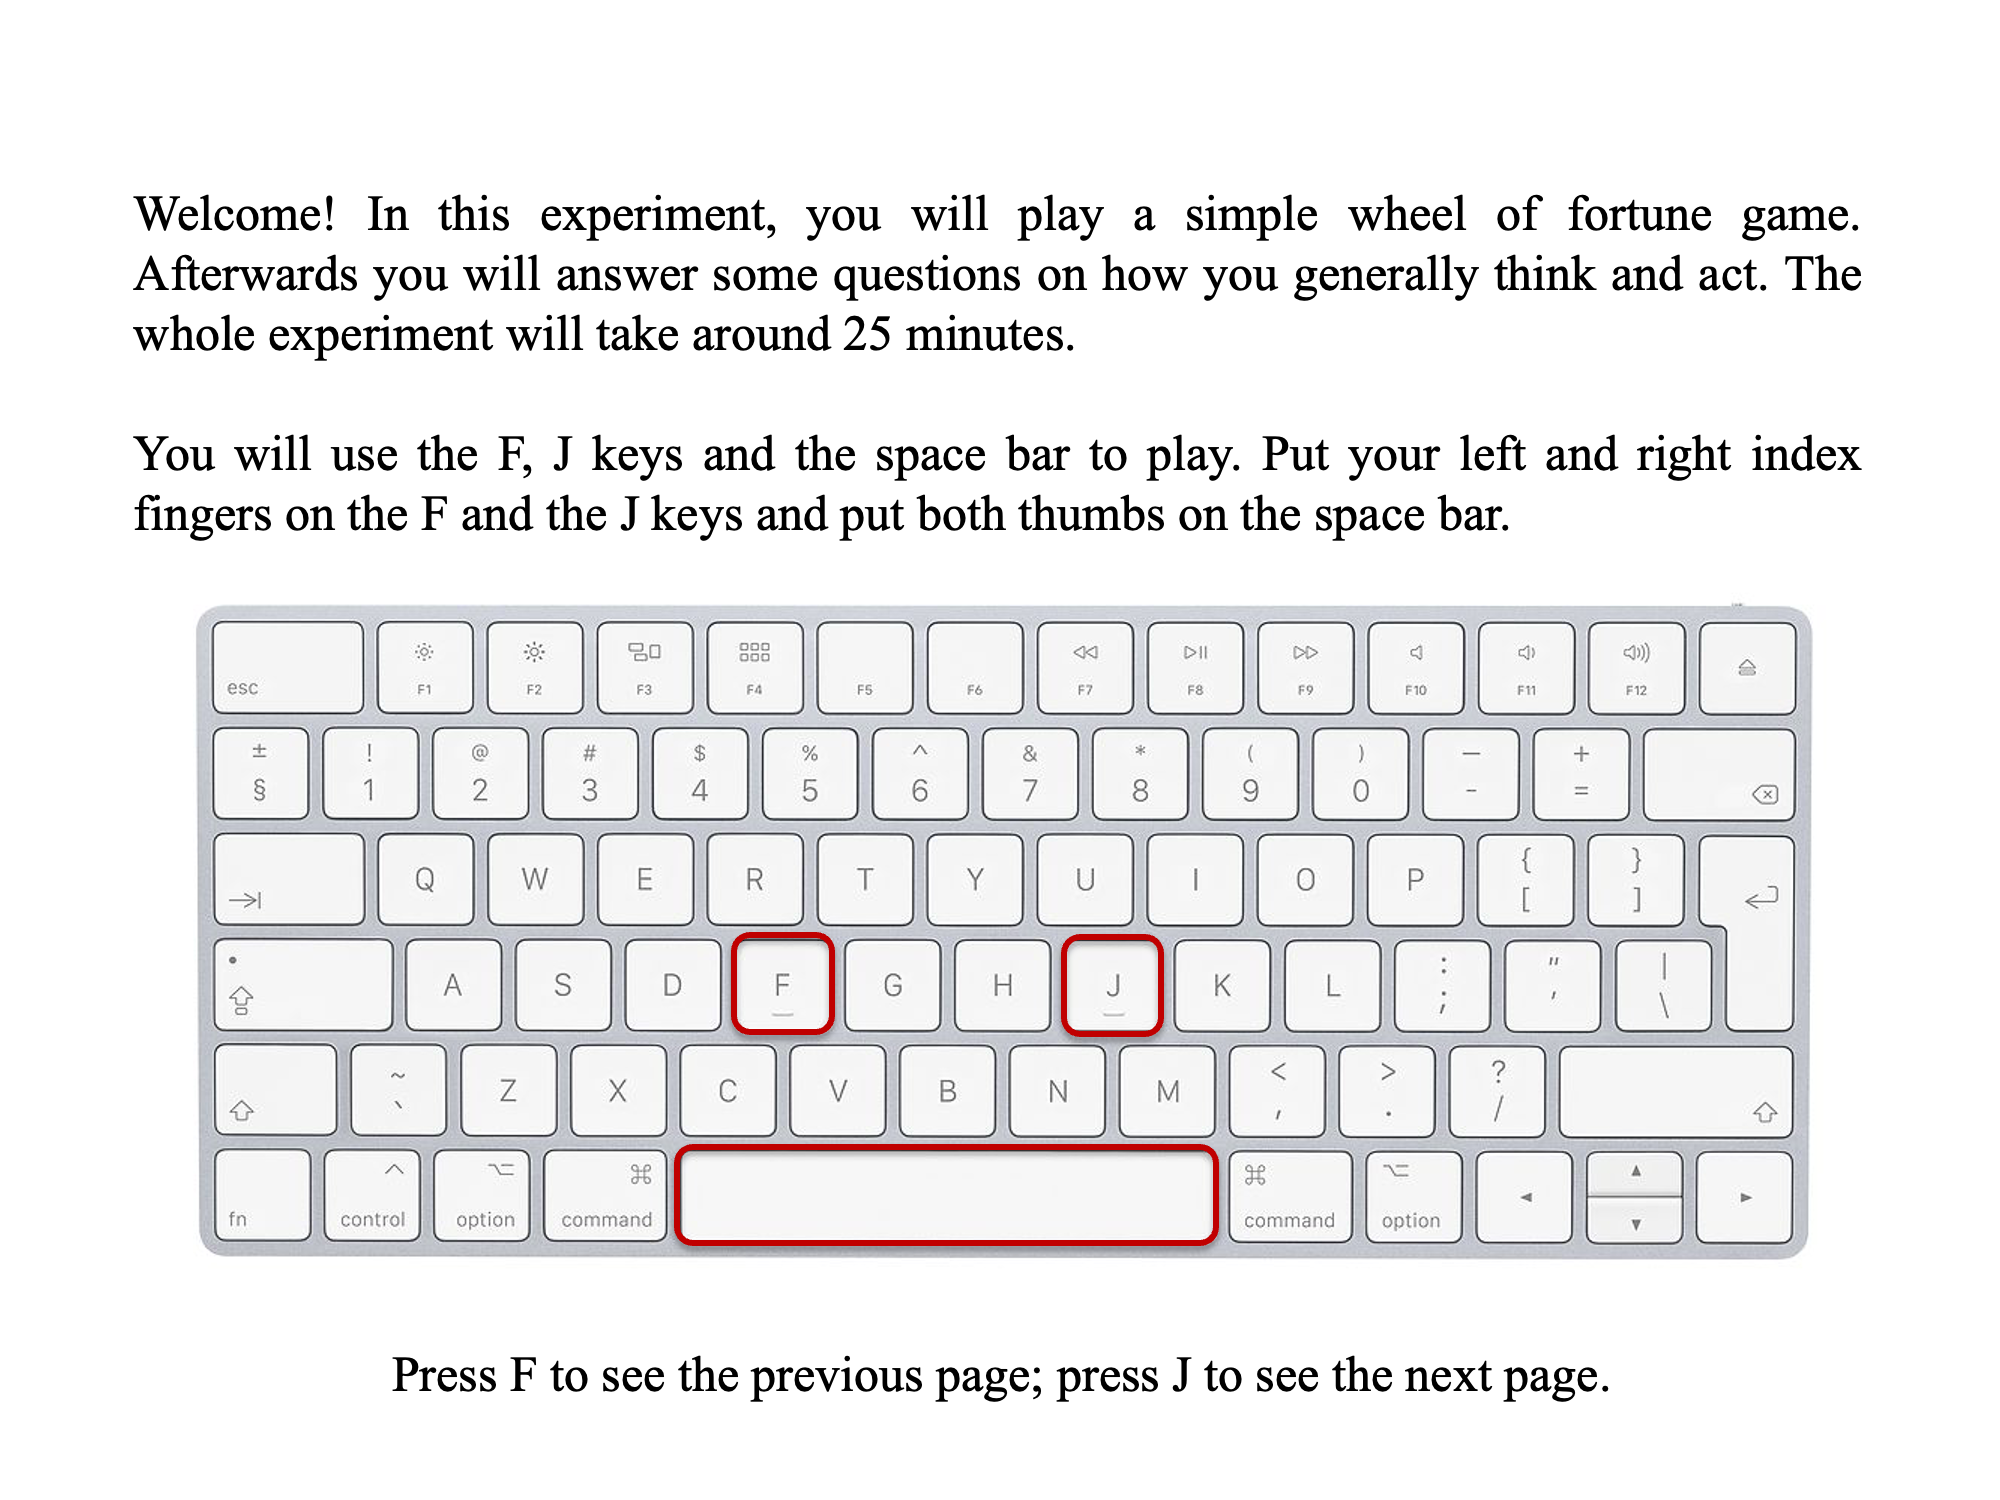 Welcome! In this experiment, you will play a simple wheel of fortune game.
Afterwards you will answer some questions on how you generally think and act. The
whole experiment will take around 25 minutes.
You will use the F, J keys and the space bar to play. Put your left and right index
fingers on the F and the J keys and put both thumbs on the space bar.
esc F1 F2 F3 F4 F5 F6 F7 F8 F9 F10 F11 F12
± ! @ # $ % ^ & * ( ) — +
§ 1 2 3 4 5 6 7 8 9 0 - =
Q W E R T Y U I O P { }
[ ]
A S D F G H J K L : " |
; ' \
~ Z X C V B N M < > ?
` , . /
fn control option command command option
Press F to see the previous page; press J to see the next page.